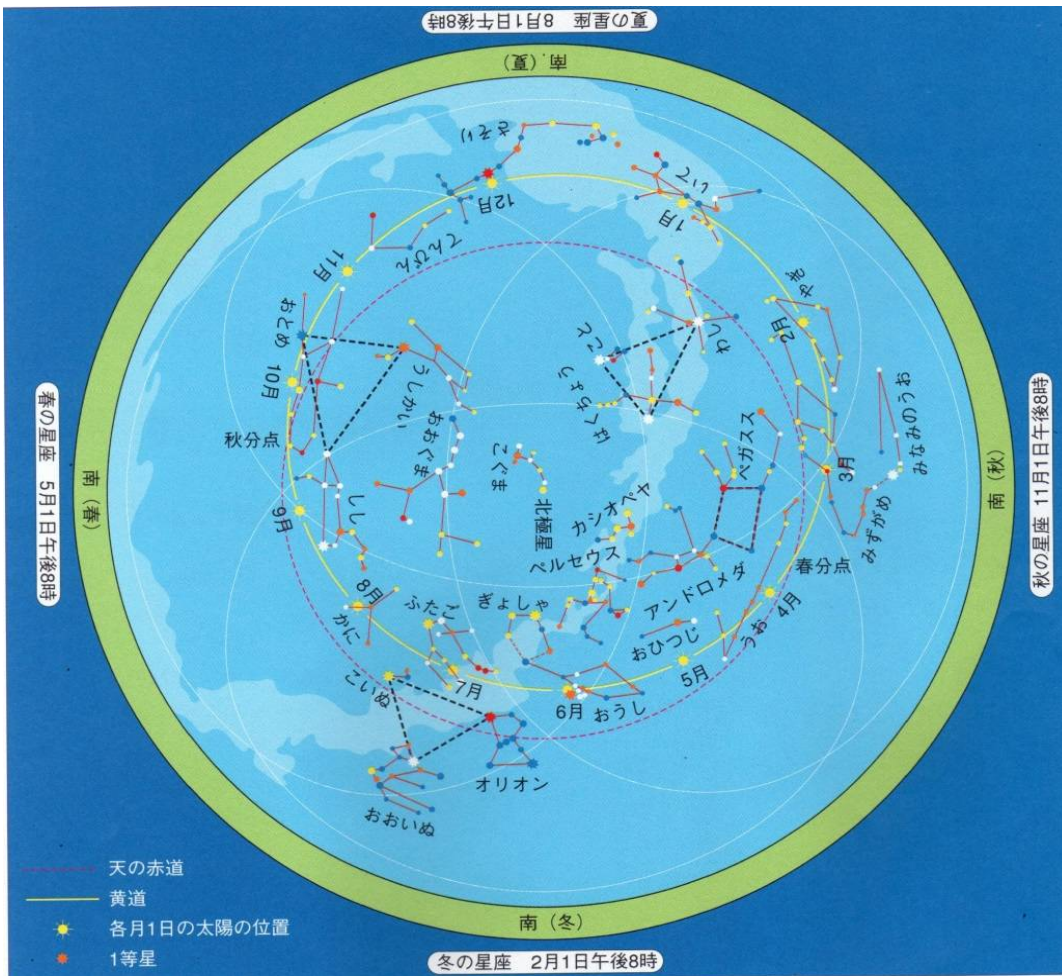 夏の星座 8月1日午後8時
南（夏）
さそり
いて
12月
1月
てんびん
11月
やぎ
2月
おとめ
わし
こと
はくちょう
うしかい
10月
おおぐま
こぐま
ペガスス
みなみのうお
秋分点
3月
みずがめ
北極星
カシオペヤ
春の星座 5月1日午後8時
南（春）
南（秋）
秋の星座 11月1日午後8時
しし
9月
ペルセウス
春分点
アンドロメダ
4月
8月
かに
ふたご
ぎょしゃ
おひつじ
うお
5月
こいぬ
7月
6月
おうし
オリオン
おおいぬ
天の赤道
黄道
各月1日の太陽の位置
1等星
南（冬）
冬の星座 2月1日午後8時